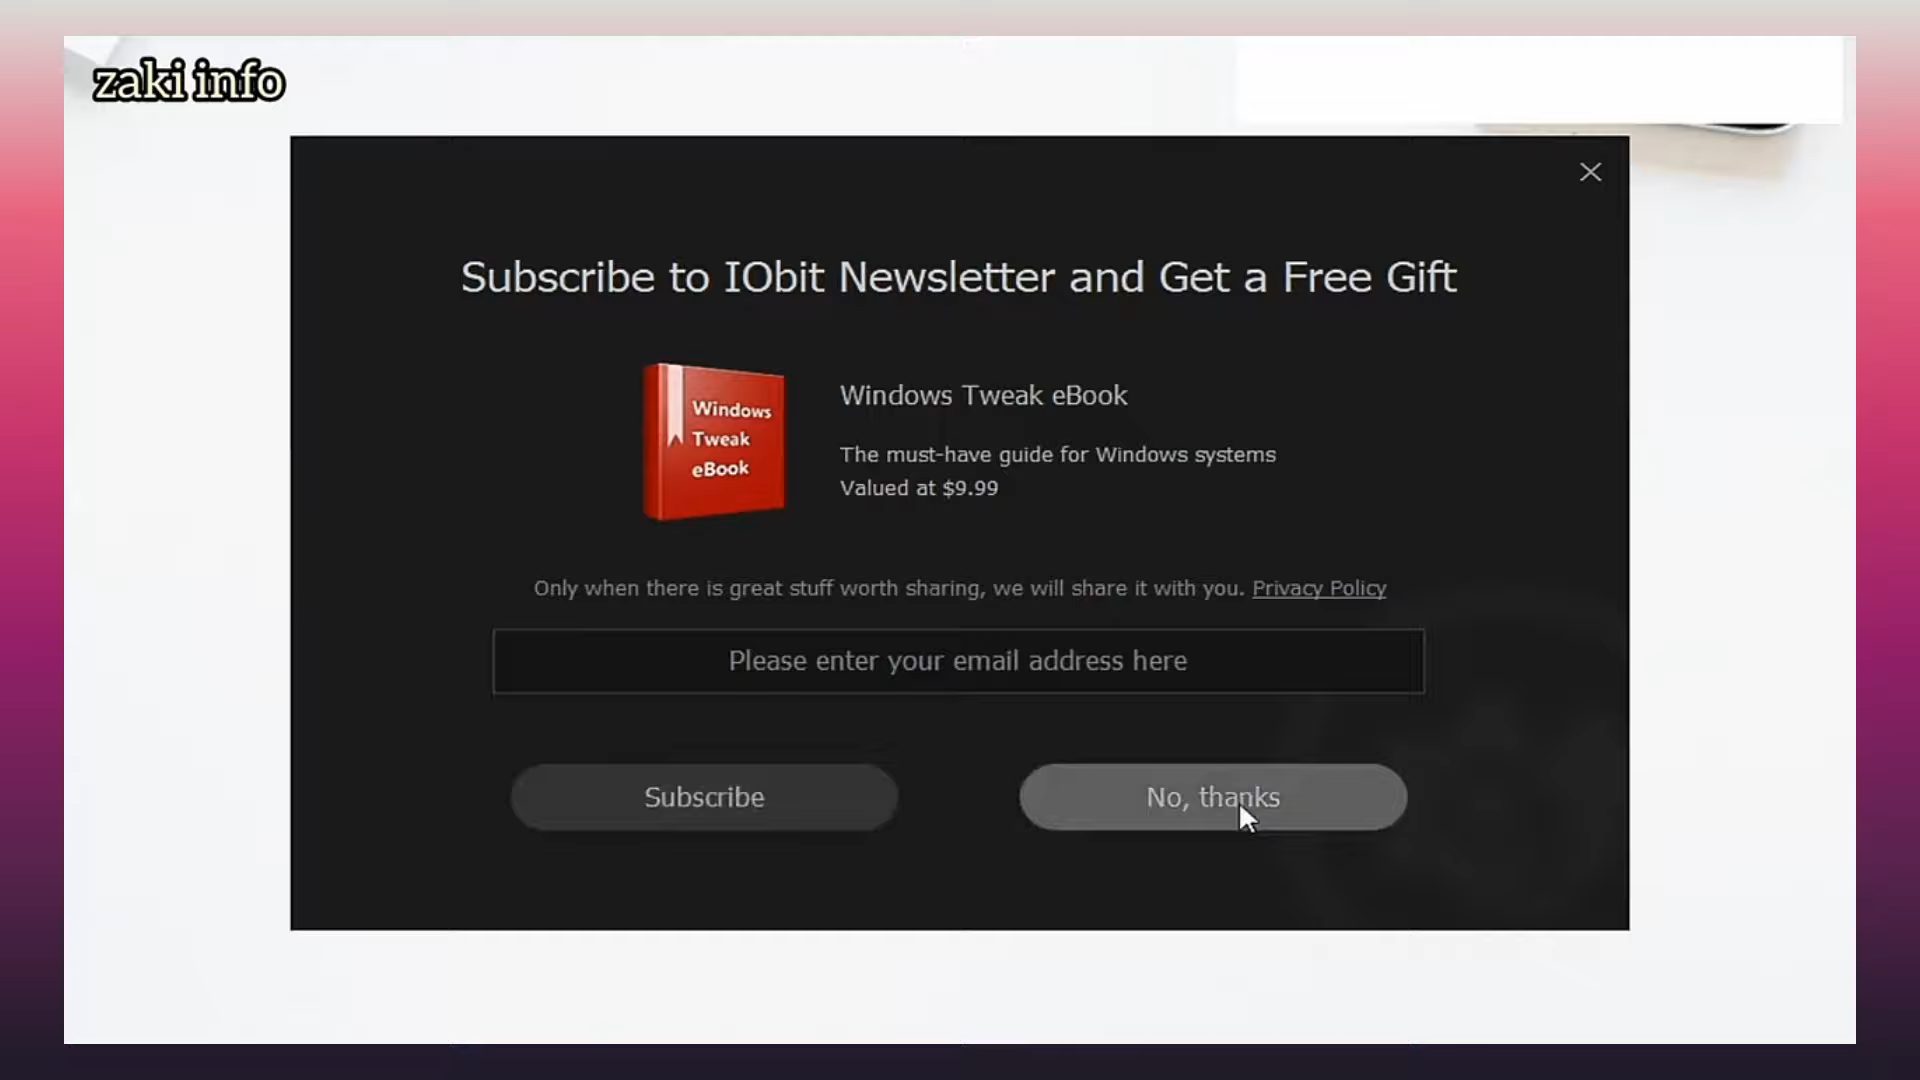 zaki info
Subscribe to IObit Newsletter and Get a Free Gift
Windows
Tweak
eBook
Windows Tweak eBook
The must-have guide for Windows systems
Valued at $9.99
Only when there is great stuff worth sharing, we will share it with you. Privacy Policy
Please enter your email address here
Subscribe
No, thanks